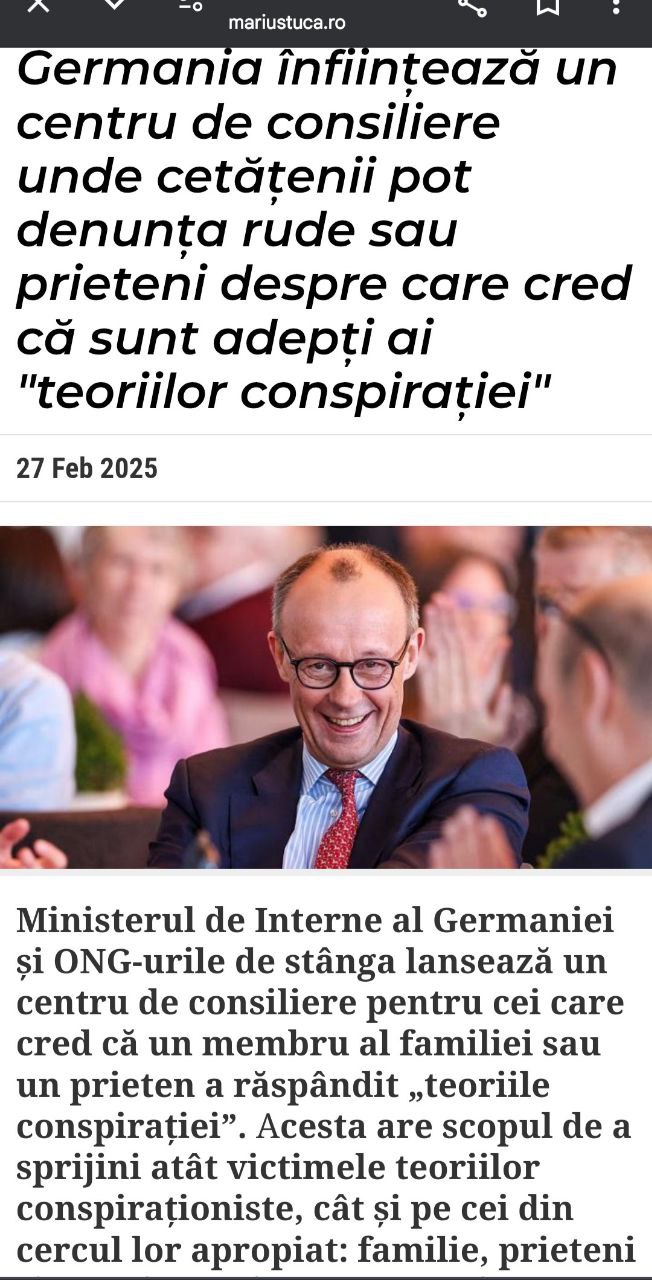 mariustuca.ro
Germania înființează un
centru de consiliere
unde cetățenii pot
denunța rude sau
prieteni despre care cred
că sunt adepți ai
"teoriilor conspirației"
27 Feb 2025
Ministerul de Interne al Germaniei
și ONG-urile de stânga lansează un
centru de consiliere pentru cei care
cred că un membru al familiei sau
un prieten a răspândit „teoriile
conspirației”. Acesta are scopul de a
sprijini atât victimele teoriilor
conspiraționiste, cât și pe cei din
cercul lor apropiat: familie, prieteni